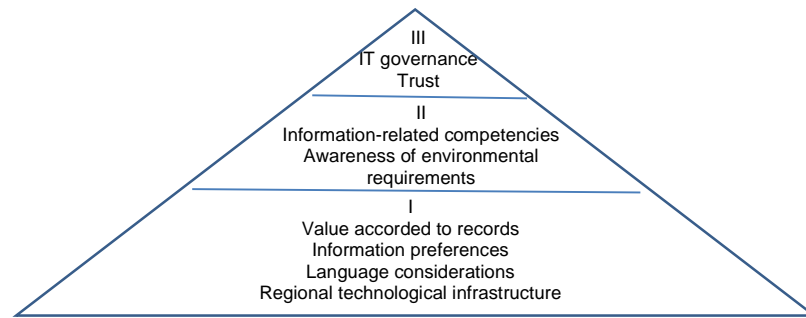 III
IT governance
Trust
II
Information-related competencies
Awareness of environmental
requirements
I
Value accorded to records
Information preferences
Language considerations
Regional technological infrastructure